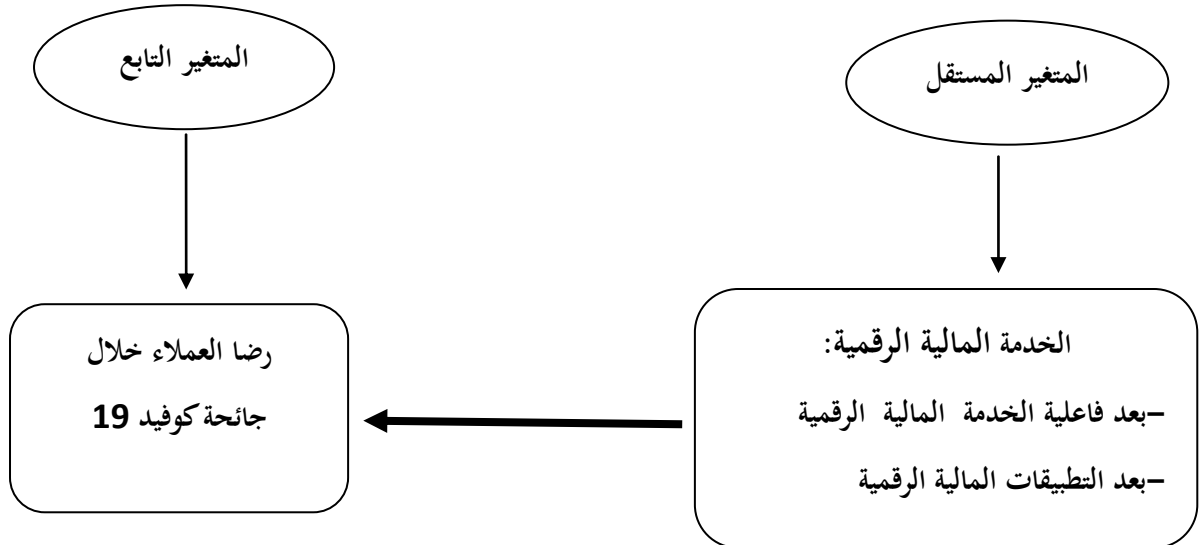 المتغير المستقل
المتغير التابع
الخدمة المالية الرقمية:
–بعد فاعلية الخدمة المالية الرقمية
–بعد التطبيقات المالية الرقمية
رضا العملاء خلال
جائحة كوفيد 19